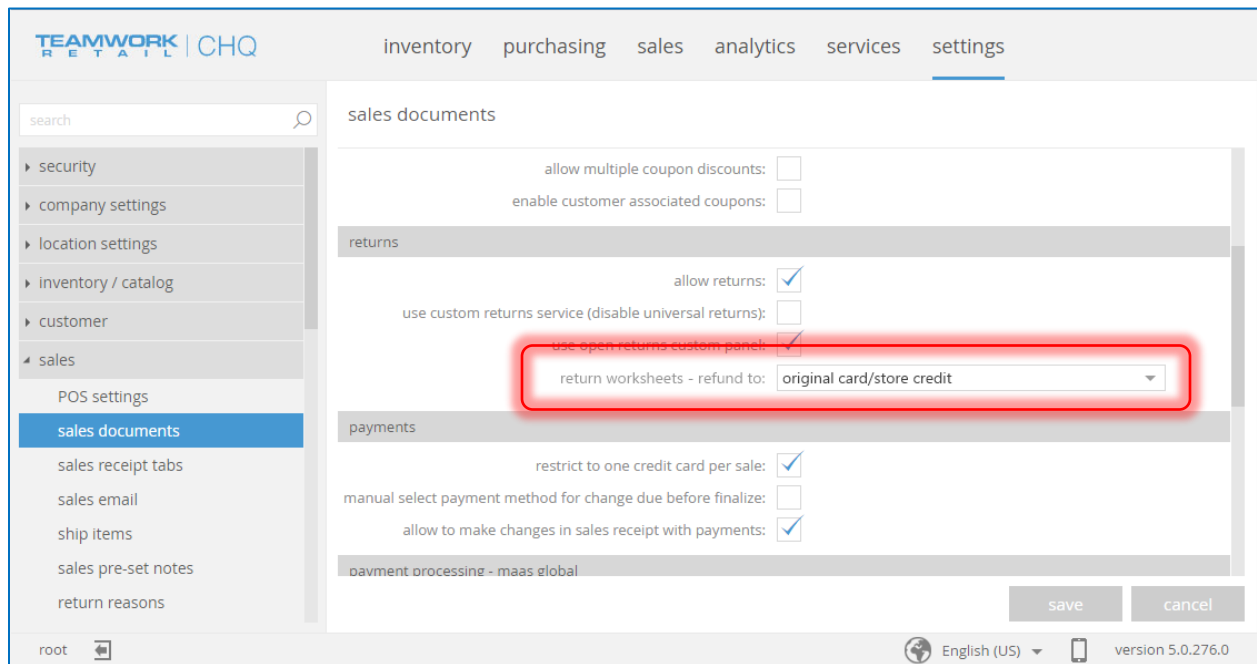 TEAMWORK RETAIL | CHQ
inventory purchasing sales analytics services settings
search
security
company settings
location settings
inventory / catalog
customer
sales
POS settings
sales documents
sales receipt tabs
sales email
ship items
sales pre-set notes
return reasons
sales documents
allow multiple coupon discounts:
enable customer associated coupons:
returns
allow returns:
use custom returns service (disable universal returns):
use open returns custom panel:
return worksheets - refund to: original card/store credit
payments
restrict to one credit card per sale:
manual select payment method for change due before finalize:
allow to make changes in sales receipt with payments:
payment processing - maas global
save cancel
root English (US) version 5.0.276.0